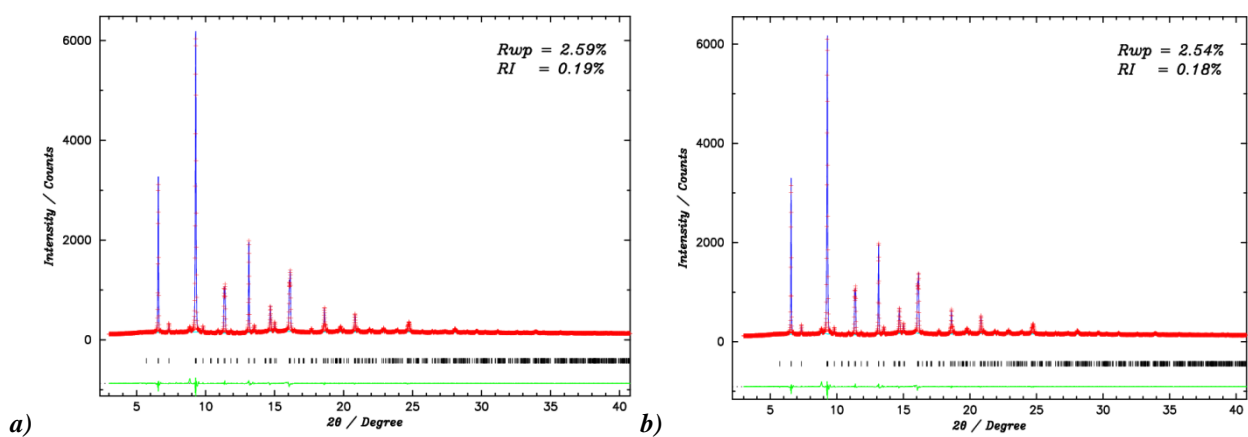 6000
4000
2000
0
Intensity / Counts
Rwp = 2.59%
RI = 0.19%
5 10 15 20 25 30 35 40
2θ / Degree
a)
6000
4000
2000
0
Intensity / Counts
Rwp = 2.54%
RI = 0.18%
5 10 15 20 25 30 35 40
2θ / Degree
b)